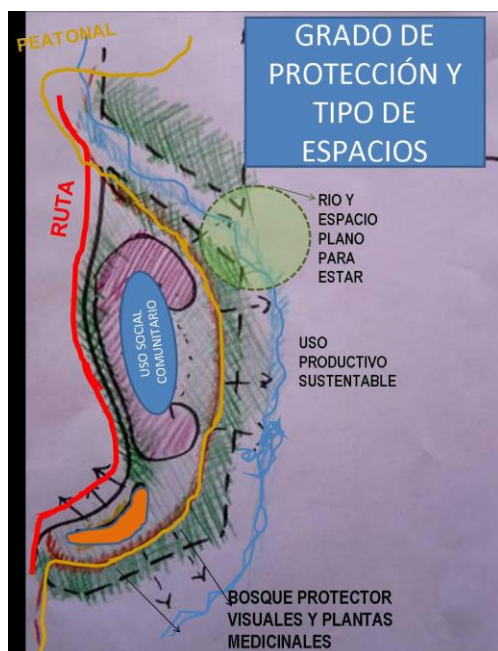 PEATONAL
GRADO DE
PROTECCIÓN Y
TIPO DE
ESPACIOS
RIO Y
ESPACIO
PLANO
PARA
ESTAR
RUTA
USO SOCIAL
COMUNITARIO
USO
PRODUCTIVO
SUSTENTABLE
BOSQUE PROTECTOR
VISUALES Y PLANTAS
MEDICINALES